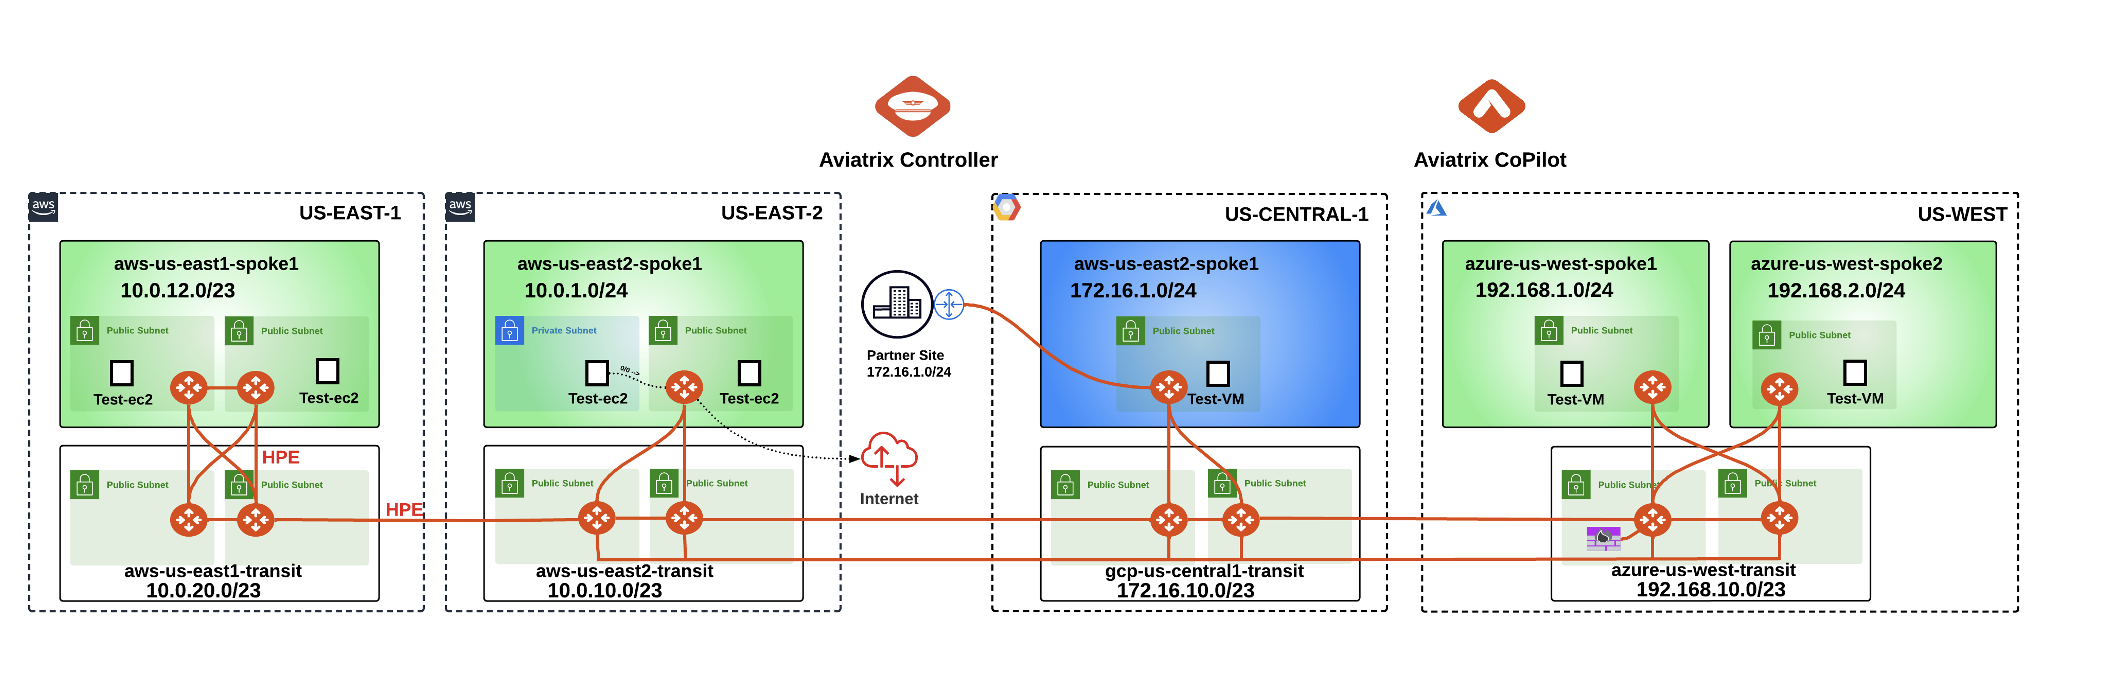 Aviatrix Controller
Aviatrix CoPilot
aws
US-EAST-1
aws-us-east1-spoke1
10.0.12.0/23
Public Subnet
Public Subnet
Test-ec2
Test-ec2
HPE
Public Subnet
Public Subnet
aws-us-east1-transit
10.0.20.0/23
HPE
aws
US-EAST-2
aws-us-east2-spoke1
10.0.1.0/24
Private Subnet
Public Subnet
0/0 -->
Test-ec2
Test-ec2
Public Subnet
Public Subnet
aws-us-east2-transit
10.0.10.0/23
Partner Site
172.16.1.0/24
Internet
US-CENTRAL-1
aws-us-east2-spoke1
172.16.1.0/24
Public Subnet
Test-VM
Public Subnet
Public Subnet
gcp-us-central1-transit
172.16.10.0/23
US-WEST
azure-us-west-spoke1
192.168.1.0/24
Public Subnet
Test-VM
azure-us-west-spoke2
192.168.2.0/24
Public Subnet
Test-VM
Public Subnet
Public Subnet
azure-us-west-transit
192.168.10.0/23